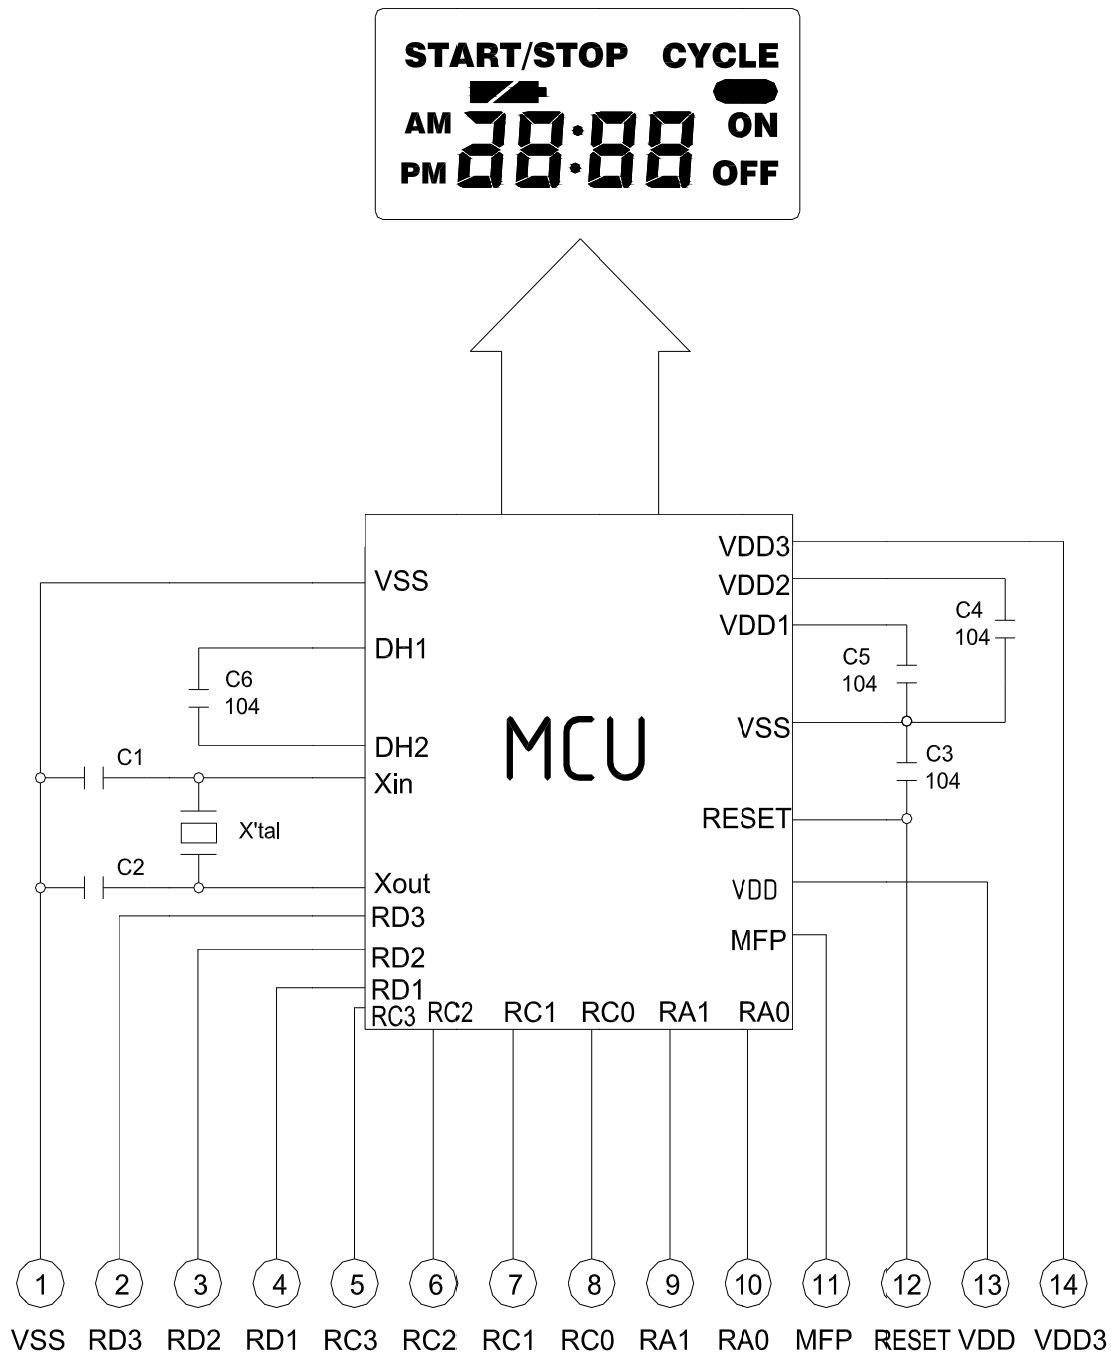 START/STOP CYCLE
AM 28:88 ON
PM OFF
VSS
DH1
C6
104
DH2
C1
Xin
X'tal
C2
Xout
RD3
RD2
RD1
RC3
RC2
RC1
RC0
RA1
RA0
MCU
VDD3
VDD2
VDD1
C4
104
C5
104
VSS
C3
104
RESET
VDD
MFP
1 2 3 4 5 6 7 8 9 10 11 12 13 14
VSS RD3 RD2 RD1 RC3 RC2 RC1 RC0 RA1 RA0 MFP RESET VDD VDD3